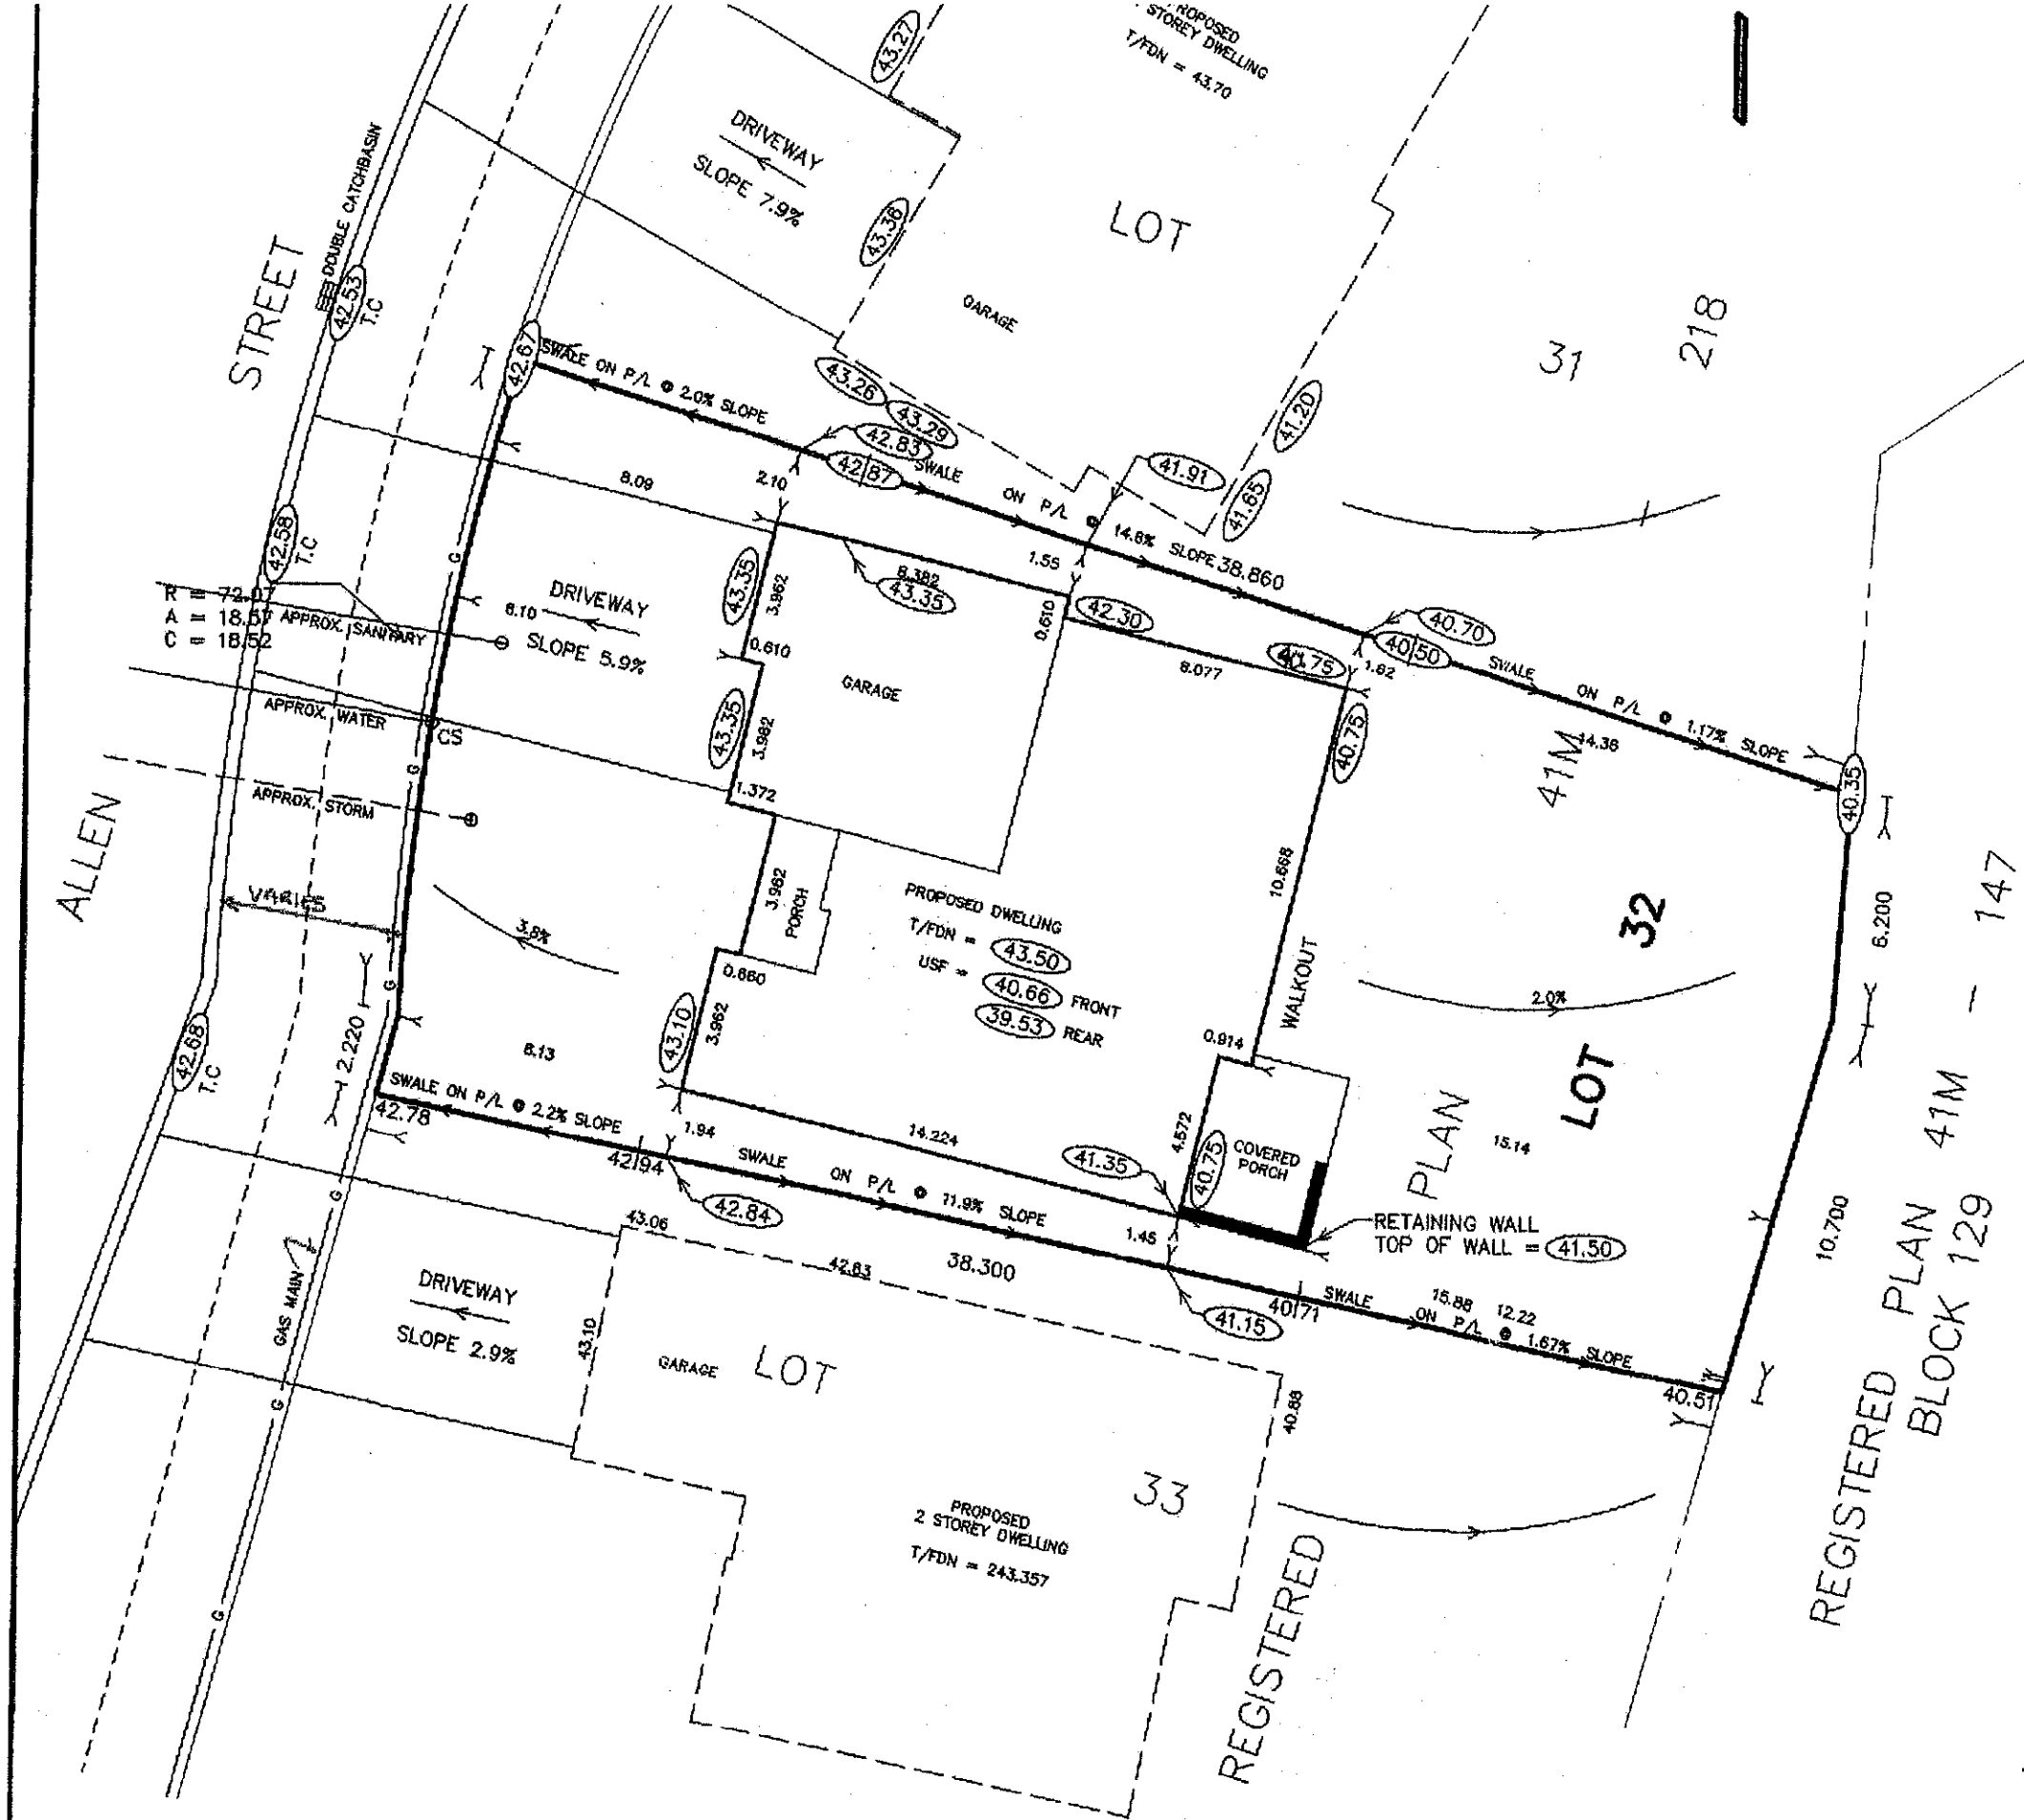 PROPOSED
STOREY DWELLING
T/FDN = 43.70
43.27
DRIVEWAY
SLOPE 7.9%
43.36
LOT
GARAGE
31
218
STREET
DOUBLE CATCHBASIN
42.53
T.C
42.67
SWALE ON P/L @ 2.0% SLOPE
43.26
43.29
42.83
42.87
SWALE ON P/L @ 14.8% SLOPE
38.860
41.91
41.20
41.65
8.09
2.10
1.55
42.58
T.C
R = 72.07
A = 18.57
C = 18.52
APPROX. SANITARY
APPROX. WATER
APPROX. STORM
CS
G
G
G
6.10
DRIVEWAY
SLOPE 5.9%
43.35
3.962
0.610
8.382
43.35
0.610
42.30
8.077
40.75
40.75
1.62
40.70
40.50
SWALE ON P/L @ 1.17% SLOPE
14.36
40.35
GARAGE
43.35
3.962
1.372
3.962
PORCH
0.660
43.10
3.962
PROPOSED DWELLING
T/FDN = 43.50
USF = 40.66 FRONT
39.53 REAR
10.668
WALKOUT
0.914
4.572
40.75
COVERED
PORCH
41M
32
LOT
2.0%
PLAN
15.14
6.200
10.700
ALLEN
VARIES
3.8%
2.220
42.68
T.C
8.13
SWALE ON P/L @ 2.2% SLOPE
42.78
42.94
1.94
SWALE ON P/L @ 11.9% SLOPE
14.224
41.35
1.45
42.84
RETAINING WALL
TOP OF WALL = 41.50
41.15
40.71
SWALE ON P/L @ 1.67% SLOPE
15.88
12.22
40.51
43.06
42.63
38.300
43.10
DRIVEWAY
SLOPE 2.9%
GARAGE
LOT
33
40.88
GAS MAIN
G
G
G
PROPOSED
2 STOREY DWELLING
T/FDN = 243.357
REGISTERED
REGISTERED PLAN 41M - 147
BLOCK 129